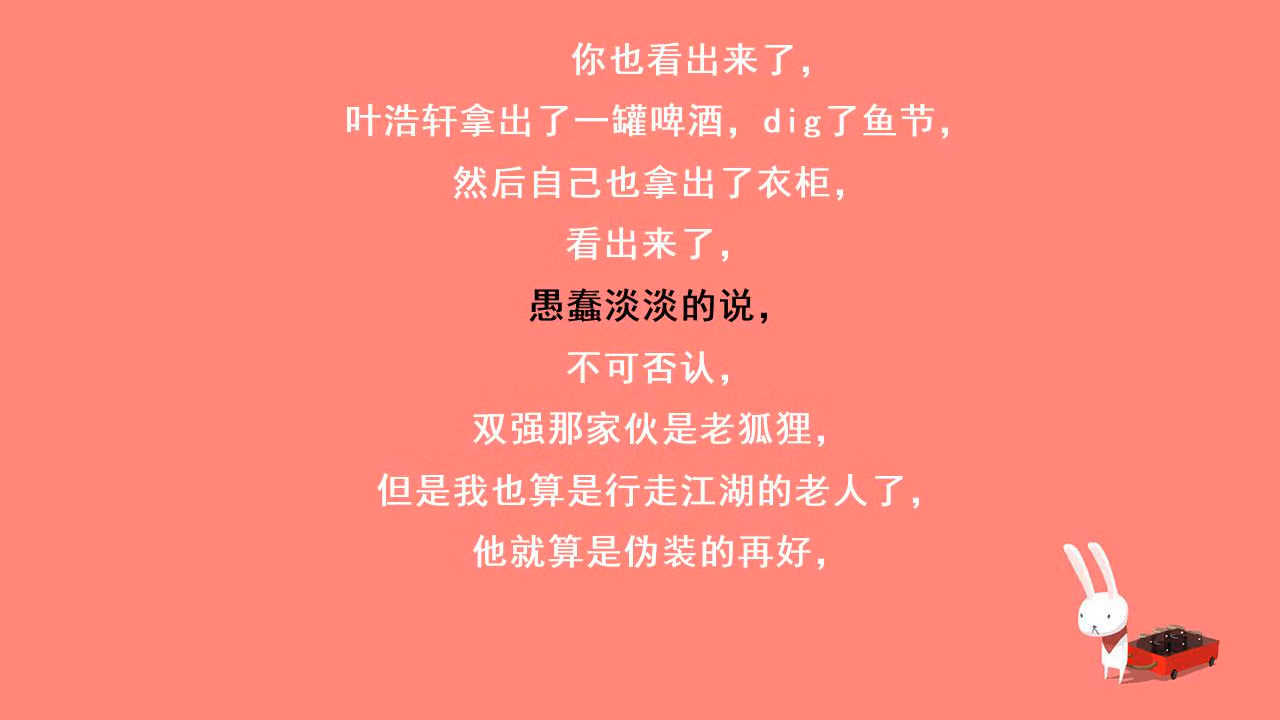 你也看出来了，
叶浩轩拿出了一罐啤酒，dig了鱼节，
然后自己也拿出了衣柜，
看出来了，
愚蠢淡淡的说，
不可否认，
双强那家伙是老狐狸，
但是我也算是行走江湖的老人了，
他就算是伪装的再好，